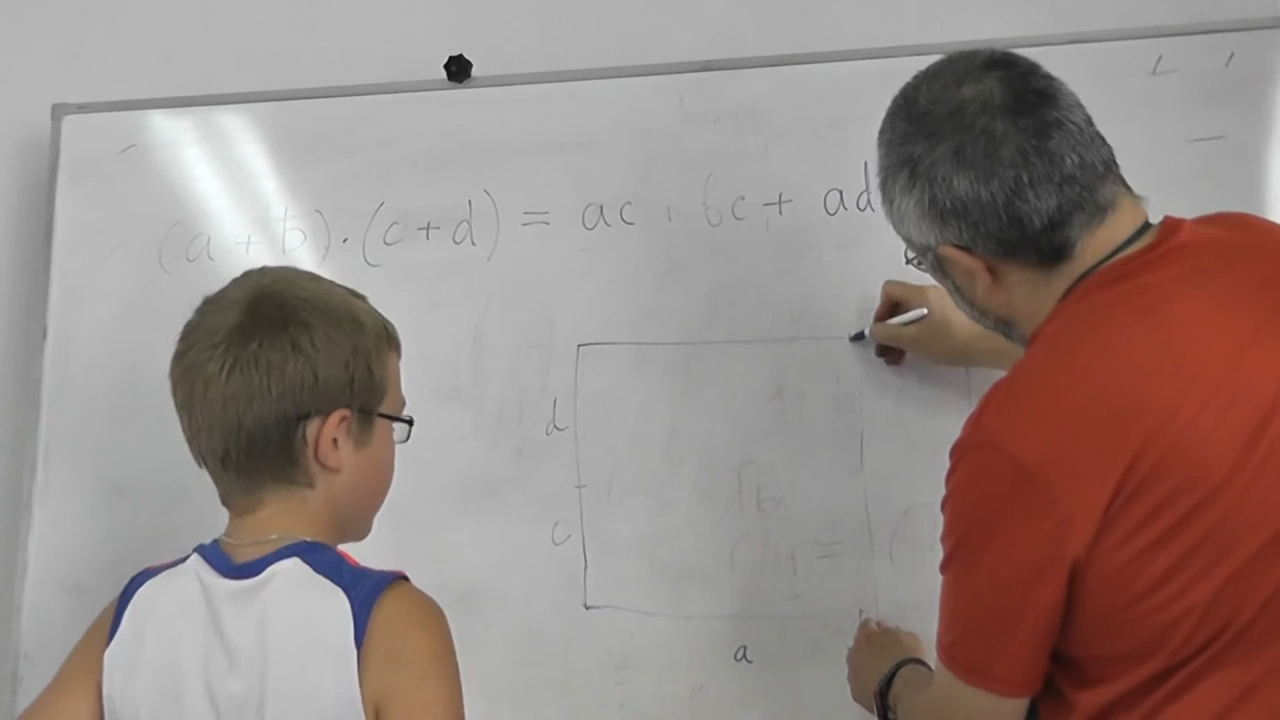 (a+b)·(c+d) = ac + bc + ad
d
c
a